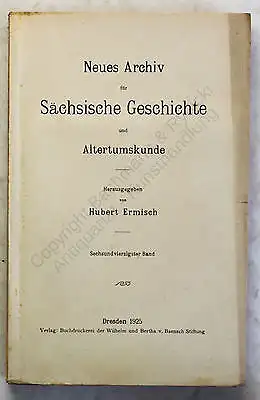 Neues Archiv
für
Sächsische Geschichte
und
Altertumskunde
Herausgegeben
von
Hubert Ermisch
Sechsundvierzigster Band
Dresden 1925
Verlag: Buchdruckerei der Wilhelm und Bertha v. Baensch Stiftung